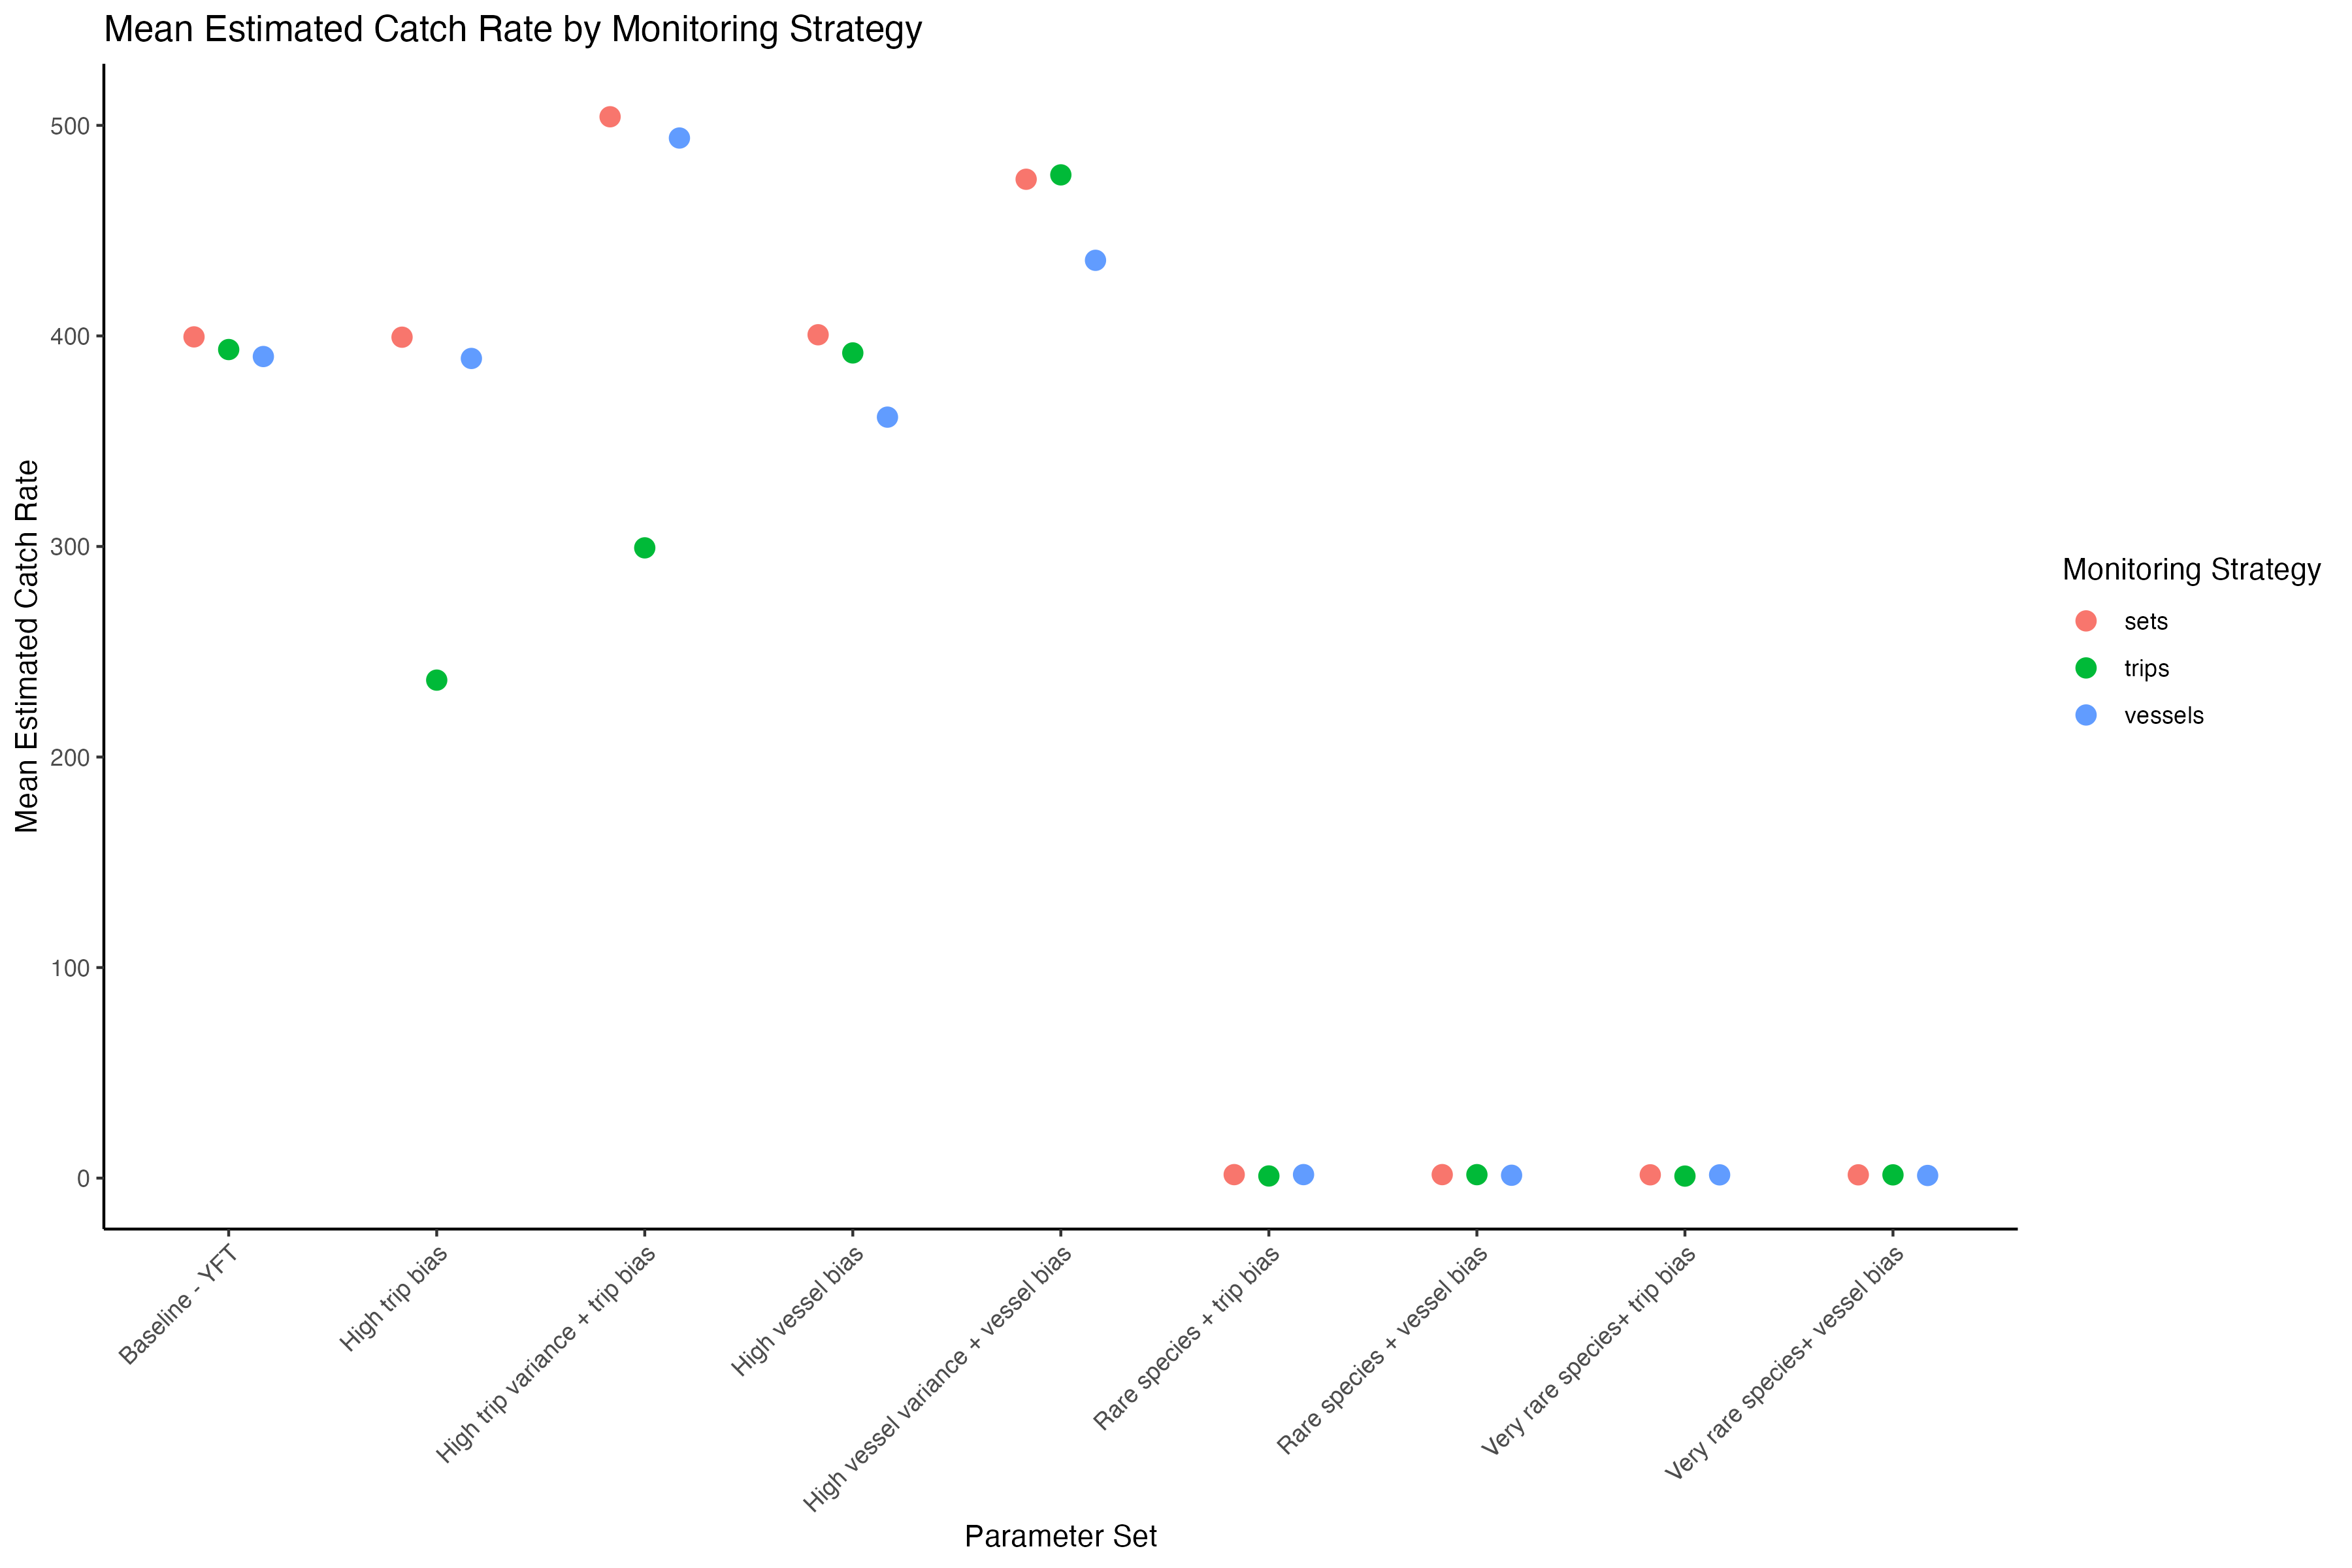 Mean Estimated Catch Rate by Monitoring Strategy
Mean Estimated Catch Rate
500
400
300
200
100
0
Baseline - YFT
High trip bias
High trip variance + trip bias
High vessel bias
High vessel variance + vessel bias
Rare species + trip bias
Rare species + vessel bias
Very rare species+ trip bias
Very rare species+ vessel bias
Parameter Set
Monitoring Strategy
sets
trips
vessels